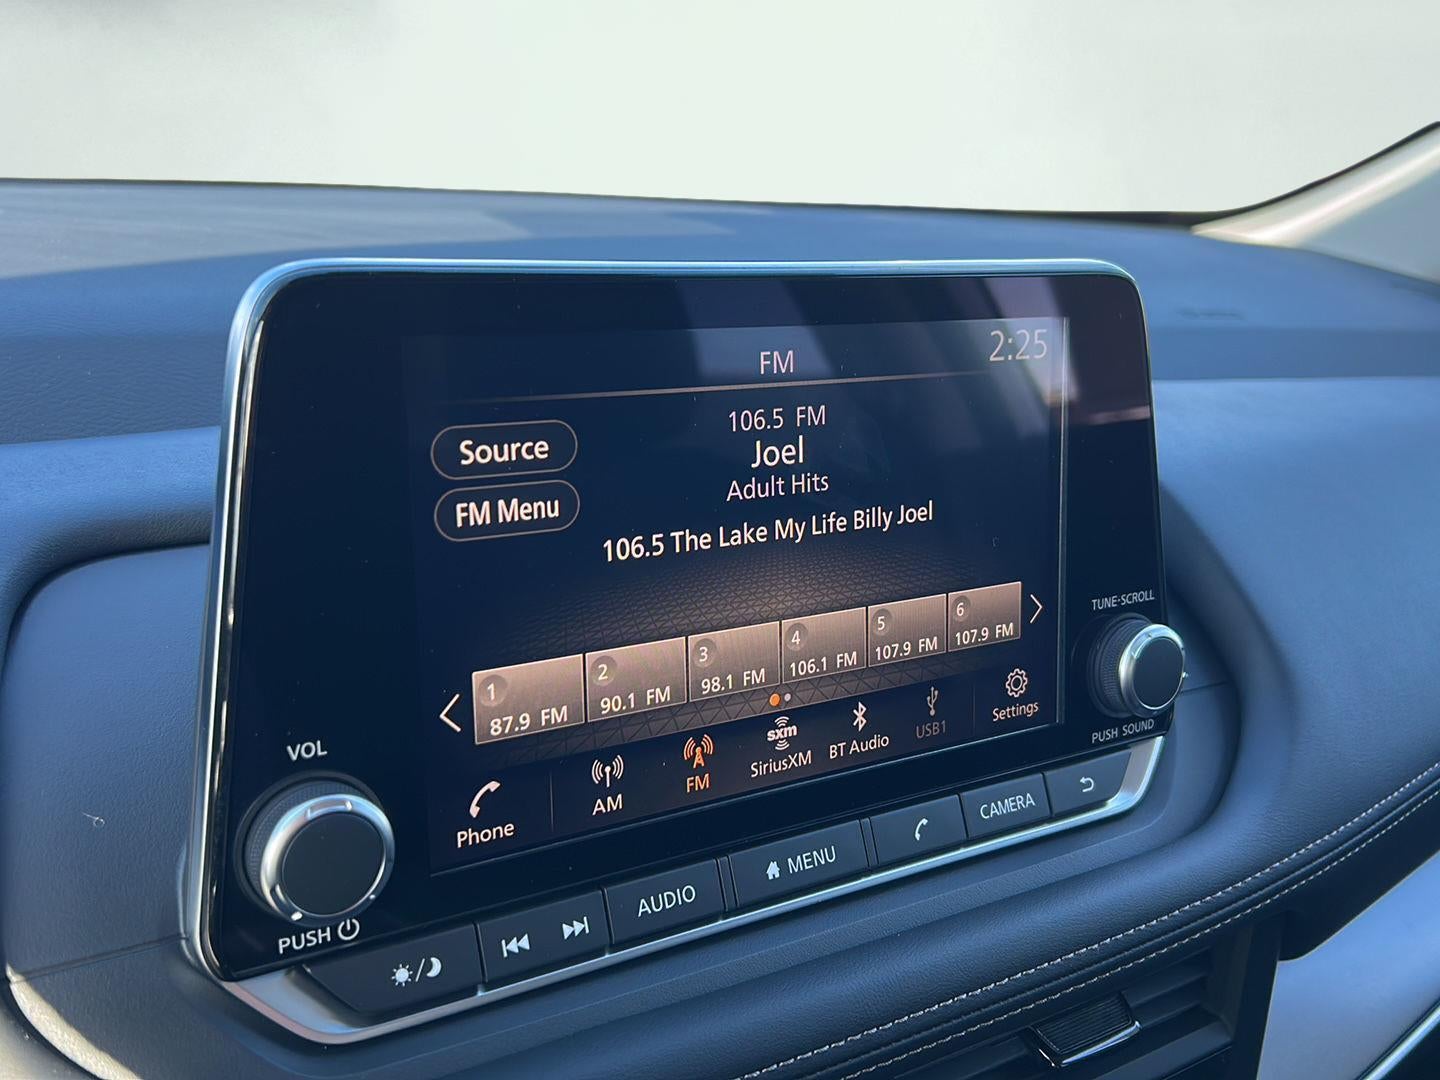 FM
2:25
106.5 FM
Joel
Adult Hits
106.5 The Lake My Life Billy Joel
Source
FM Menu
1
87.9 FM
2
90.1 FM
3
98.1 FM
4
106.1 FM
5
107.9 FM
6
107.9 FM
Phone
AM
FM
sxm
SiriusXM
BT Audio
USB1
Settings
VOL
PUSH
TUNE·SCROLL
PUSH SOUND
AUDIO
MENU
CAMERA